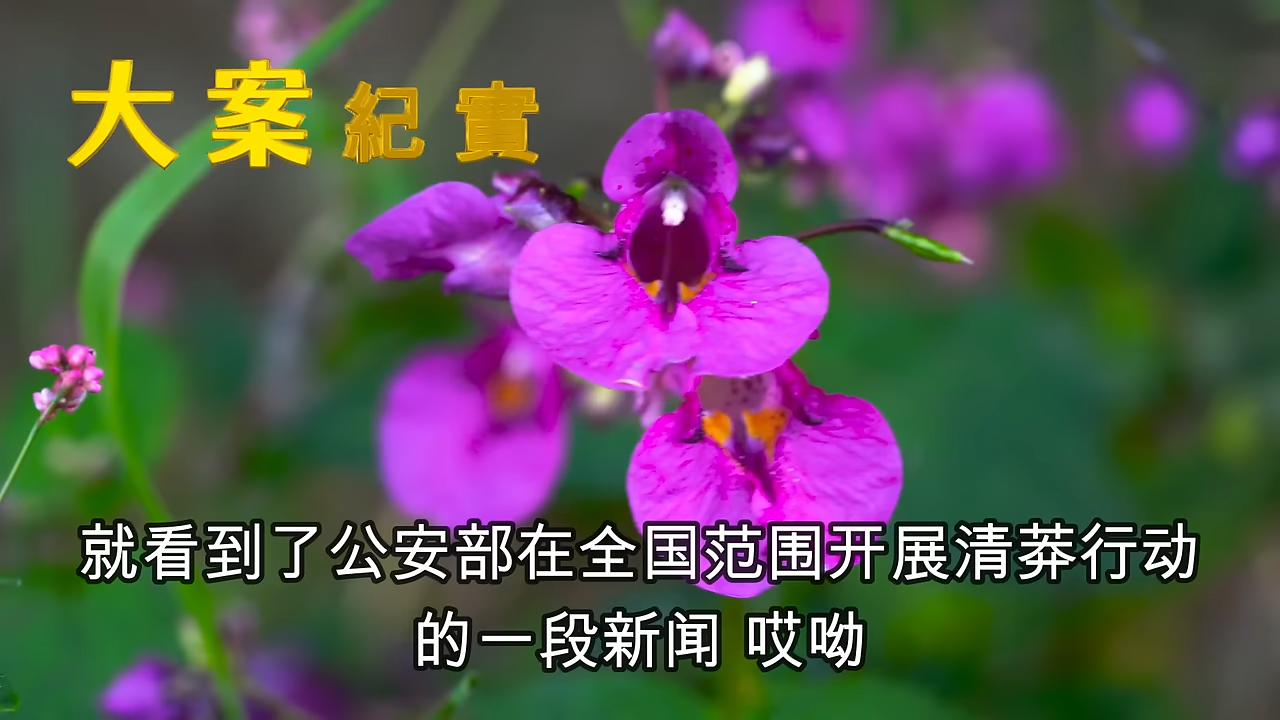 大案紀實
就看到了公安部在全国范围开展清莽行动
的一段新闻 哎呦